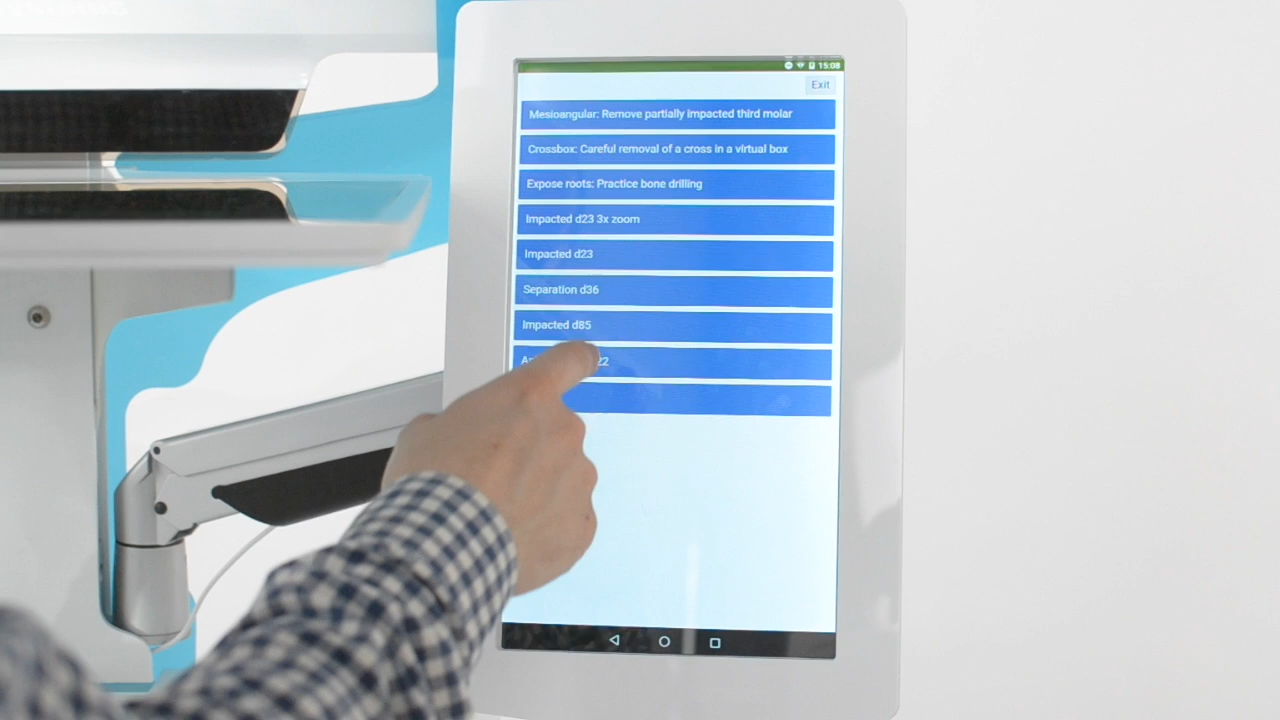 15:08
Exit
Mesioangular: Remove partially impacted third molar
Crossbox: Careful removal of a cross in a virtual box
Expose roots: Practice bone drilling
Impacted d23 3x zoom
Impacted d23
Separation d36
Impacted d85
22